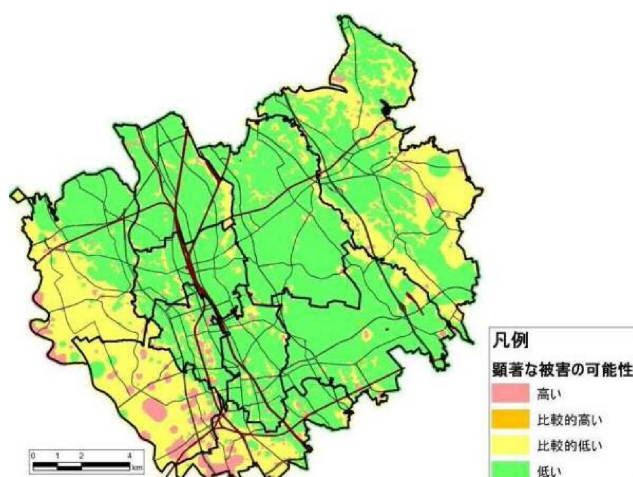 凡例
顕著な被害の可能性
高い
比較的高い
比較的低い
低い
0 1 2 4
km